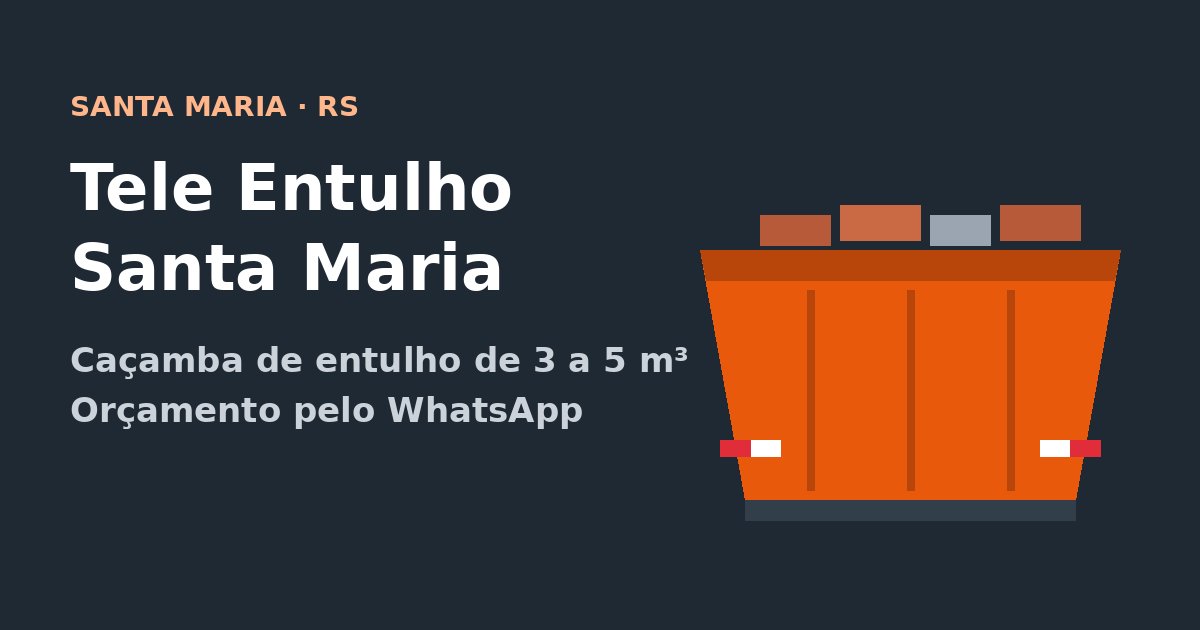 SANTA MARIA · RS
Tele Entulho
Santa Maria
Caçamba de entulho de 3 a 5 m³
Orçamento pelo WhatsApp